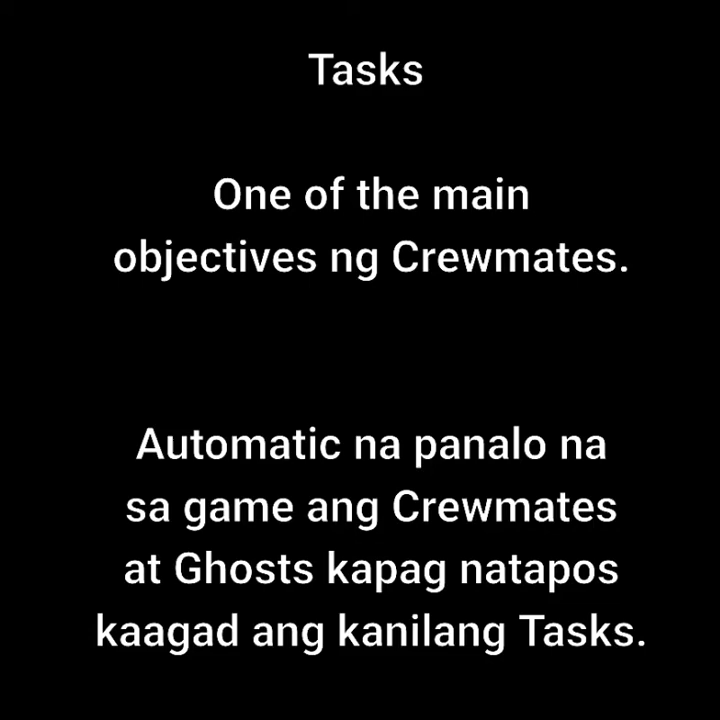 Tasks
One of the main
objectives ng Crewmates.
Automatic na panalo na
sa game ang Crewmates
at Ghosts kapag natapos
kaagad ang kanilang Tasks.